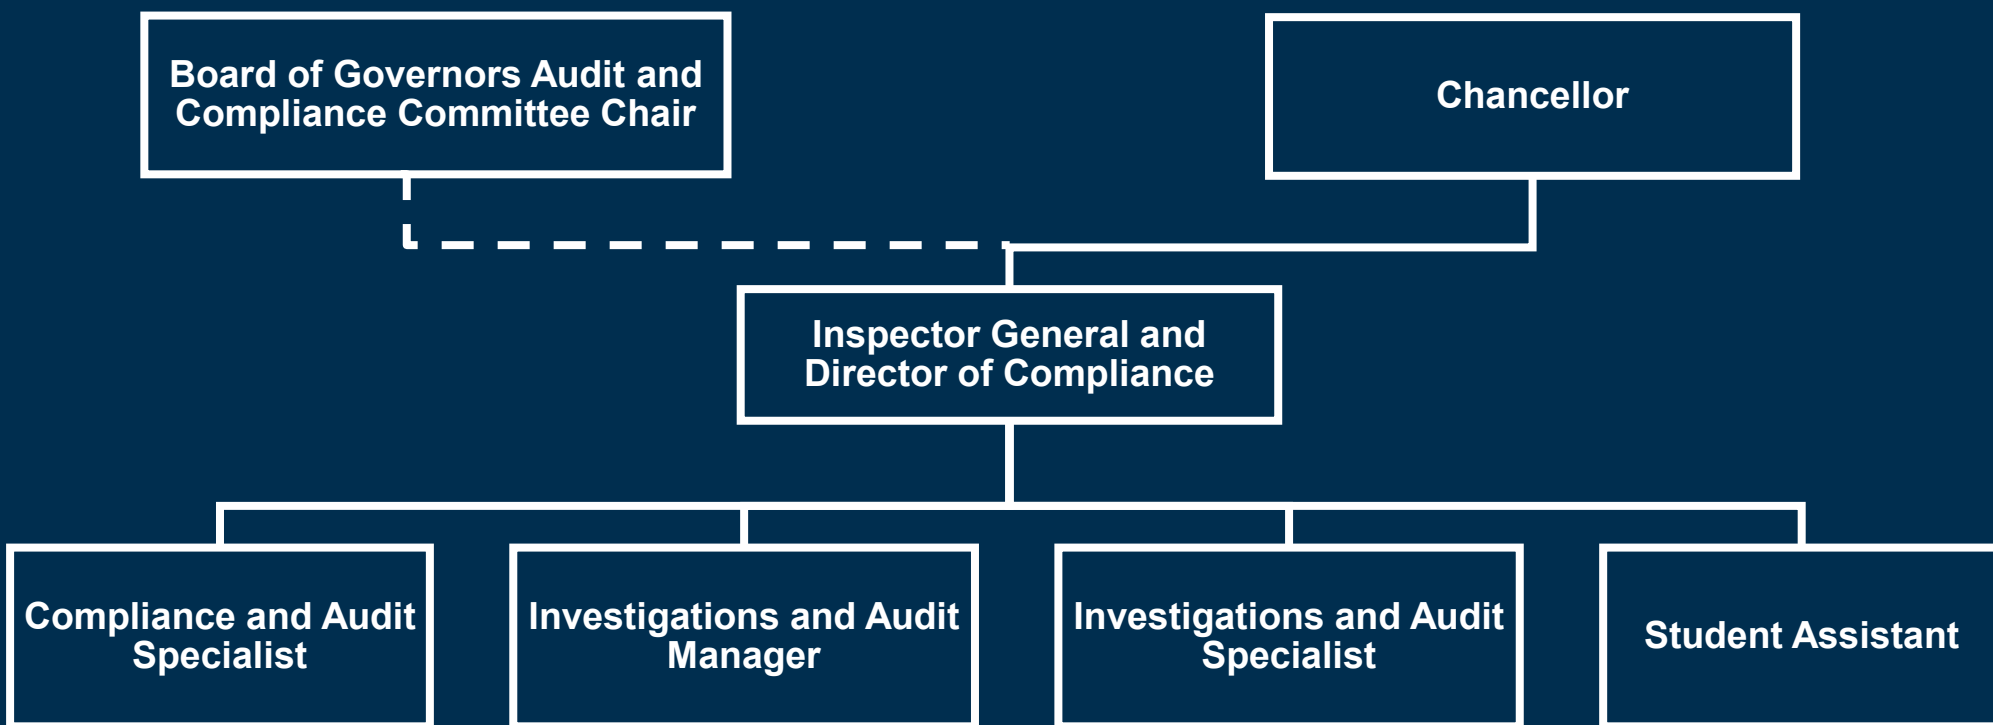 Board of Governors Audit and
Compliance Committee Chair
Chancellor
Inspector General and
Director of Compliance
Compliance and Audit
Specialist
Investigations and Audit
Manager
Investigations and Audit
Specialist
Student Assistant